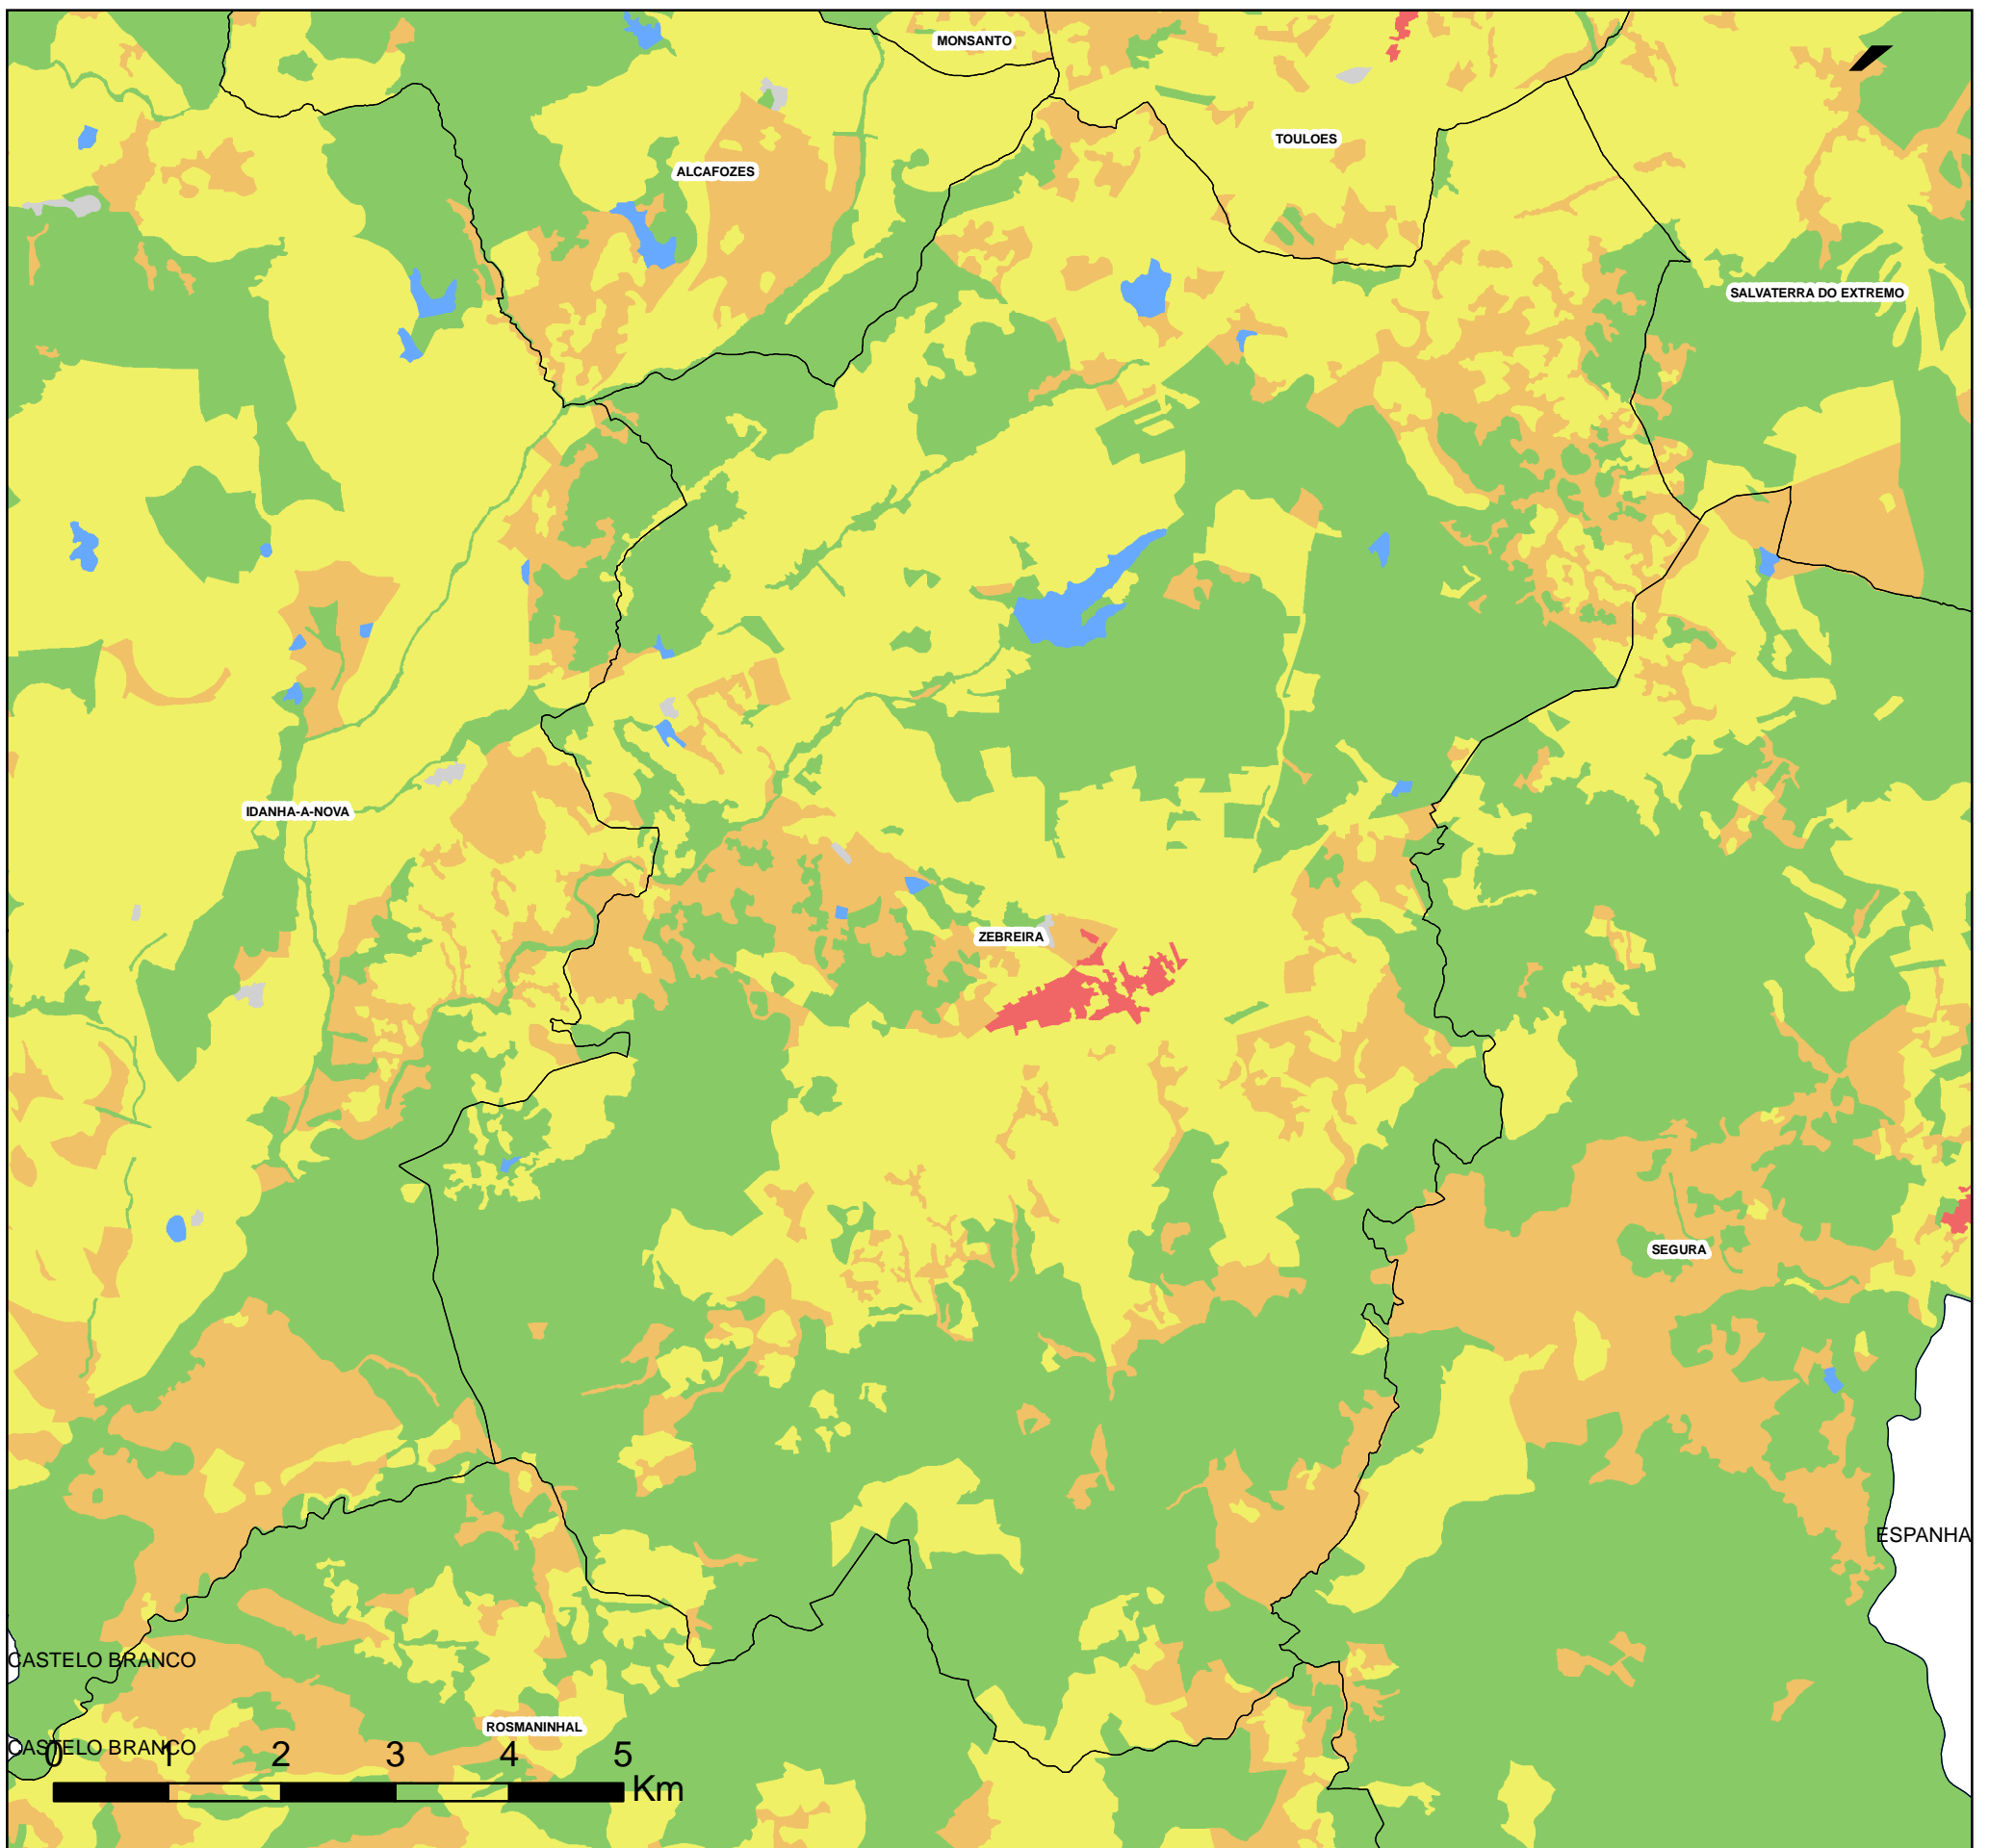 MONSANTO
TOULOES
ALCAFOZES
SALVATERRA DO EXTREMO
IDANHA-A-NOVA
ZEBREIRA
SEGURA
ESPANHA
CASTELO BRANCO
ROSMANINHAL
CASTELO BRANCO
0 1 2 3 4 5
Km